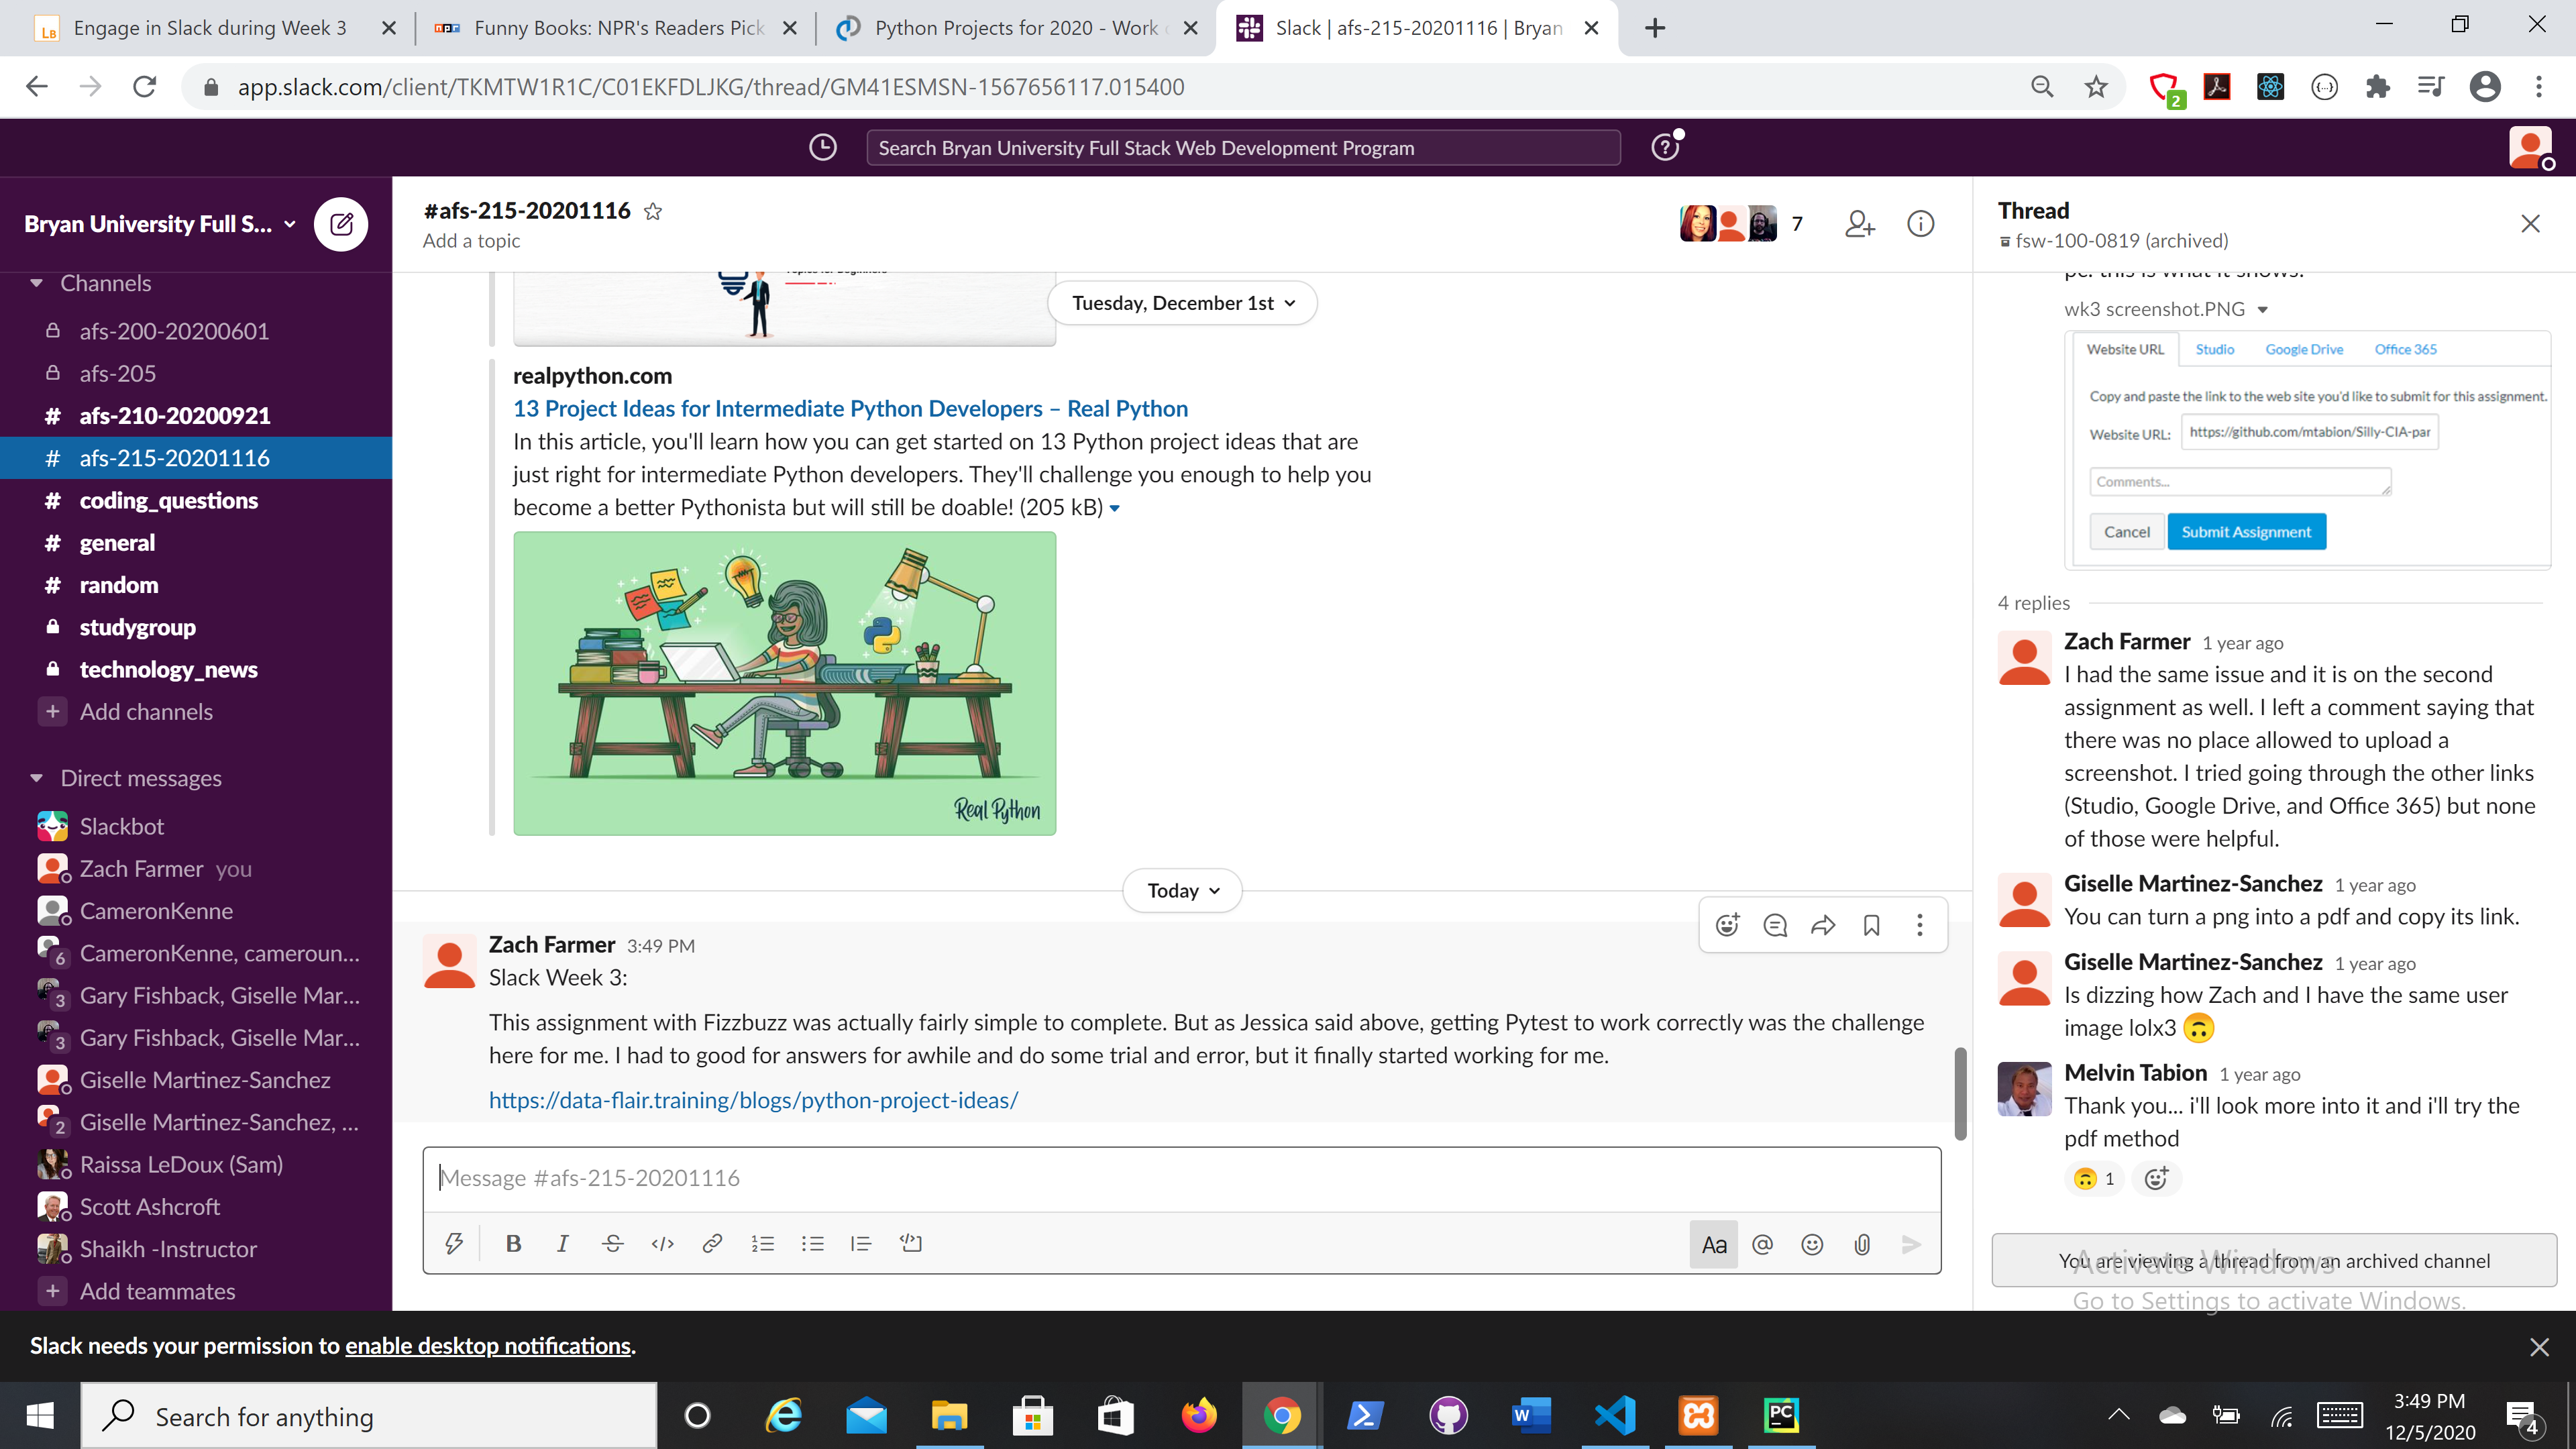 Engage in Slack during Week 3
Funny Books: NPR's Readers Pick
Python Projects for 2020 - Work
Slack | afs-215-20201116 | Bryan
app.slack.com/client/TKMTW1R1C/C01EKFDLJKG/thread/GM41ESMSN-1567656117.015400
2
Search Bryan University Full Stack Web Development Program
Bryan University Full S...
Channels
afs-200-20200601
afs-205
# afs-210-20200921
# afs-215-20201116
# coding_questions
# general
# random
studygroup
technology_news
+ Add channels
Direct messages
Slackbot
Zach Farmer you
CameronKenne
6 CameronKenne, cameroun...
3 Gary Fishback, Giselle Mar...
3 Gary Fishback, Giselle Mar...
Giselle Martinez-Sanchez
2 Giselle Martinez-Sanchez, ...
Raissa LeDoux (Sam)
Scott Ashcroft
Shaikh -Instructor
+ Add teammates
#afs-215-20201116
Add a topic
7
Tuesday, December 1st
realpython.com
13 Project Ideas for Intermediate Python Developers – Real Python
In this article, you'll learn how you can get started on 13 Python project ideas that are
just right for intermediate Python developers. They'll challenge you enough to help you
become a better Pythonista but will still be doable! (205 kB)
Real Python
Today
Zach Farmer 3:49 PM
Slack Week 3:
This assignment with Fizzbuzz was actually fairly simple to complete. But as Jessica said above, getting Pytest to work correctly was the challenge
here for me. I had to good for answers for awhile and do some trial and error, but it finally started working for me.
https://data-flair.training/blogs/python-project-ideas/
Message #afs-215-20201116
B I S Aa @
Thread
fsw-100-0819 (archived)
pc. this is what it shows.
wk3 screenshot.PNG
Website URL Studio Google Drive Office 365
Copy and paste the link to the web site you'd like to submit for this assignment.
Website URL: https://github.com/mtabion/Silly-CIA-par
Comments...
Cancel Submit Assignment
4 replies
Zach Farmer 1 year ago
I had the same issue and it is on the second
assignment as well. I left a comment saying that
there was no place allowed to upload a
screenshot. I tried going through the other links
(Studio, Google Drive, and Office 365) but none
of those were helpful.
Giselle Martinez-Sanchez 1 year ago
You can turn a png into a pdf and copy its link.
Giselle Martinez-Sanchez 1 year ago
Is dizzing how Zach and I have the same user
image lolx3 🙃
Melvin Tabion 1 year ago
Thank you... i'll look more into it and i'll try the
pdf method
🙃 1
You are viewing a thread from an archived channel
Activate Windows
Go to Settings to activate Windows.
Slack needs your permission to enable desktop notifications.
Search for anything
3:49 PM
12/5/2020
4